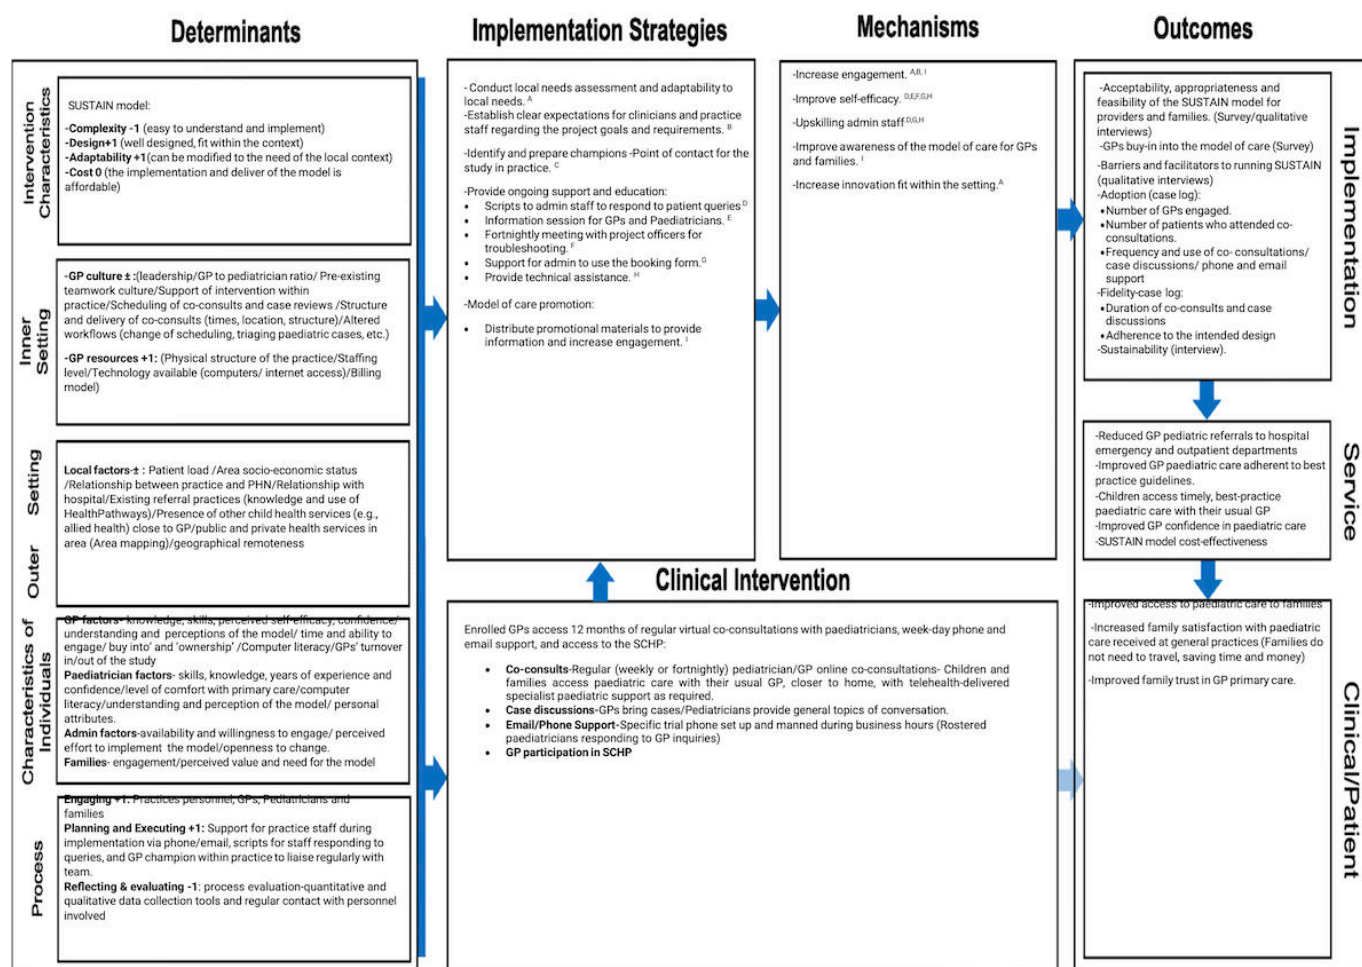 Determinants
Implementation Strategies
Mechanisms
Outcomes
Intervention
Characteristics
SUSTAIN model:
-Complexity -1 (easy to understand and implement)
-Design+1 (well designed, fit within the context)
-Adaptability +1(can be modified to the need of the local context)
-Cost 0 (the implementation and deliver of the model is
affordable)
Inner
Setting
-GP culture ± :(leadership/GP to pediatrician ratio/ Pre-existing
teamwork culture/Support of intervention within
practice/Scheduling of co-consults and case reviews /Structure
and delivery of co-consults (times, location, structure)/Altered
workflows (change of scheduling, triaging paediatric cases, etc.)
-GP resources +1: (Physical structure of the practice/Staffing
level/Technology available (computers/ internet access)/Billing
model)
Outer Setting
Local factors-± : Patient load /Area socio-economic status
/Relationship between practice and PHN/Relationship with
hospital/Existing referral practices (knowledge and use of
HealthPathways)/Presence of other child health services (e.g.,
allied health) close to GP/public and private health services in
area (Area mapping)/geographical remoteness
Characteristics of
Individuals
GP factors- knowledge, skills, perceived self-efficacy, confidence/
understanding and perceptions of the model/ time and ability to
engage/ buy into' and 'ownership' /Computer literacy/GPs' turnover
in/out of the study
Paediatrician factors- skills, knowledge, years of experience and
confidence/level of comfort with primary care/computer
literacy/understanding and perception of the model/ personal
attributes.
Admin factors-availability and willingness to engage/ perceived
effort to implement the model/openness to change.
Families- engagement/perceived value and need for the model
Process
Engaging +1: Practices personnel, GPs, Pediatricians and
families
Planning and Executing +1: Support for practice staff during
implementation via phone/email, scripts for staff responding to
queries, and GP champion within practice to liaise regularly with
team.
Reflecting & evaluating -1: process evaluation-quantitative and
qualitative data collection tools and regular contact with personnel
involved
- Conduct local needs assessment and adaptability to
local needs. A
-Establish clear expectations for clinicians and practice
staff regarding the project goals and requirements. B
-Identify and prepare champions -Point of contact for the
study in practice. C
-Provide ongoing support and education:
• Scripts to admin staff to respond to patient queries D
• Information session for GPs and Paediatricians. E
• Fortnightly meeting with project officers for
troubleshooting. F
• Support for admin to use the booking form. G
• Provide technical assistance. H
-Model of care promotion:
• Distribute promotional materials to provide
information and increase engagement. I
-Increase engagement. A,B, I
-Improve self-efficacy. D,E,F,G,H
-Upskilling admin staff D,G,H
-Improve awareness of the model of care for GPs
and families. I
-Increase innovation fit within the setting. A
Clinical Intervention
Enrolled GPs access 12 months of regular virtual co-consultations with paediatricians, week-day phone and
email support, and access to the SCHP:
• Co-consults-Regular (weekly or fortnightly) pediatrician/GP online co-consultations- Children and
families access paediatric care with their usual GP, closer to home, with telehealth-delivered
specialist paediatric support as required.
• Case discussions-GPs bring cases/Pediatricians provide general topics of conversation.
• Email/Phone Support-Specific trial phone set up and manned during business hours (Rostered
paediatricians responding to GP inquiries)
• GP participation in SCHP
Implementation
-Acceptability, appropriateness and
feasibility of the SUSTAIN model for
providers and families. (Survey/qualitative
interviews)
-GPs buy-in into the model of care (Survey)
-Barriers and facilitators to running SUSTAIN
(qualitative interviews)
-Adoption (case log):
•Number of GPs engaged.
•Number of patients who attended co-
consultations.
•Frequency and use of co- consultations/
case discussions/ phone and email
support
-Fidelity-case log:
•Duration of co-consults and case
discussions
•Adherence to the intended design
-Sustainability (interview).
Service
-Reduced GP pediatric referrals to hospital
emergency and outpatient departments
-Improved GP paediatric care adherent to best
practice guidelines.
-Children access timely, best-practice
paediatric care with their usual GP
-Improved GP confidence in paediatric care
-SUSTAIN model cost-effectiveness
Clinical/Patient
-Improved access to paediatric care to families
-Increased family satisfaction with paediatric
care received at general practices (Families do
not need to travel, saving time and money)
-Improved family trust in GP primary care.